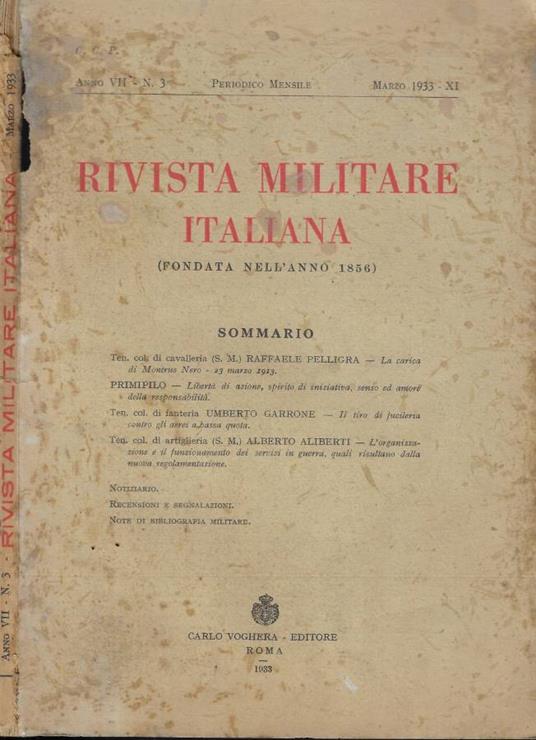 C. C. P.
ANNO VII - N. 3 PERIODICO MENSILE MARZO 1933 - XI
RIVISTA MILITARE
ITALIANA
(FONDATA NELL'ANNO 1856)
SOMMARIO
Ten. col. di cavalleria (S. M.) RAFFAELE PELLIGRA — La carica
di Montrus Nero - 23 marzo 1913.
PRIMIPILO — Libertà di azione, spirito di iniziativa, senso ed amore
della responsabilità.
Ten. col. di fanteria UMBERTO GARRONE — Il tiro di fucileria
contro gli aerei a bassa quota.
Ten. col. di artiglieria (S. M.) ALBERTO ALIBERTI — L'organizza-
zione e il funzionamento dei servizi in guerra, quali risultano dalla
nuova regolamentazione.
NOTIZIARIO.
RECENSIONI E SEGNALAZIONI.
NOTE DI BIBLIOGRAFIA MILITARE.
CARLO VOGHERA - EDITORE
ROMA
1933
ANNO VII - N. 3 - RIVISTA MILITARE ITALIANA - MARZO 1933